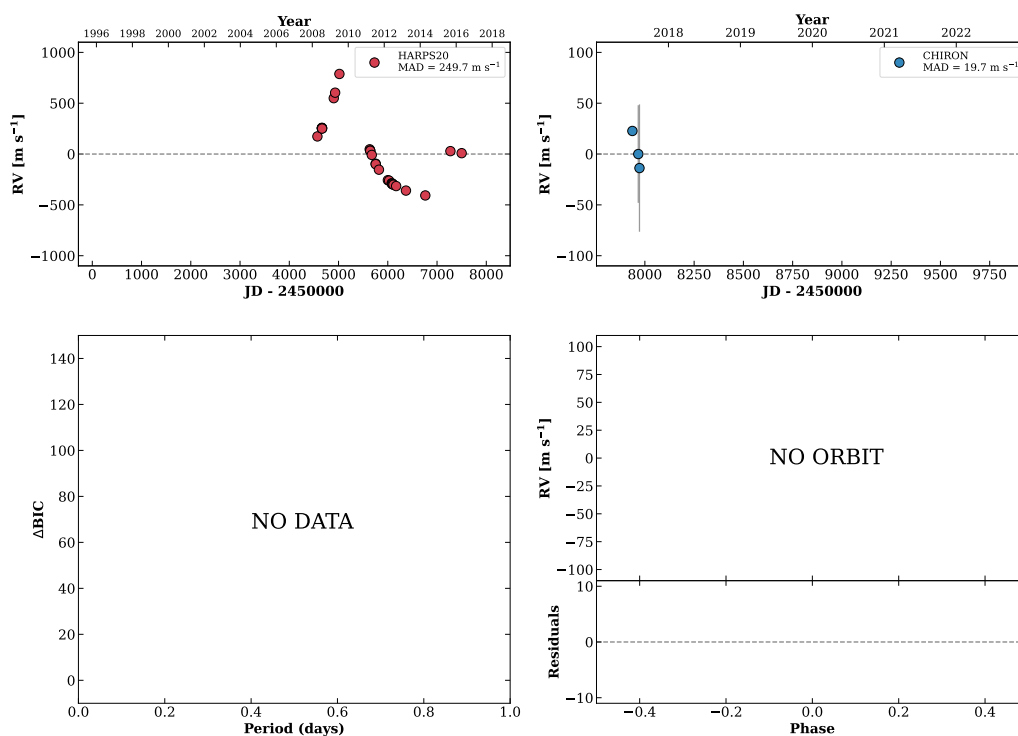 Year
1996 1998 2000 2002 2004 2006 2008 2010 2012 2014 2016 2018
HARPS20
MAD = 249.7 m s⁻¹
1000
500
0
−500
−1000
RV [m s⁻¹]
0 1000 2000 3000 4000 5000 6000 7000 8000
JD - 2450000
Year
2018 2019 2020 2021 2022
CHIRON
MAD = 19.7 m s⁻¹
100
50
0
−50
−100
RV [m s⁻¹]
8000 8250 8500 8750 9000 9250 9500 9750
JD - 2450000
140
120
100
80
60
40
20
0
ΔBIC
NO DATA
0.0 0.2 0.4 0.6 0.8 1.0
Period (days)
100
75
50
25
0
−25
−50
−75
−100
RV [m s⁻¹]
NO ORBIT
10
0
−10
Residuals
−0.4 −0.2 0.0 0.2 0.4
Phase